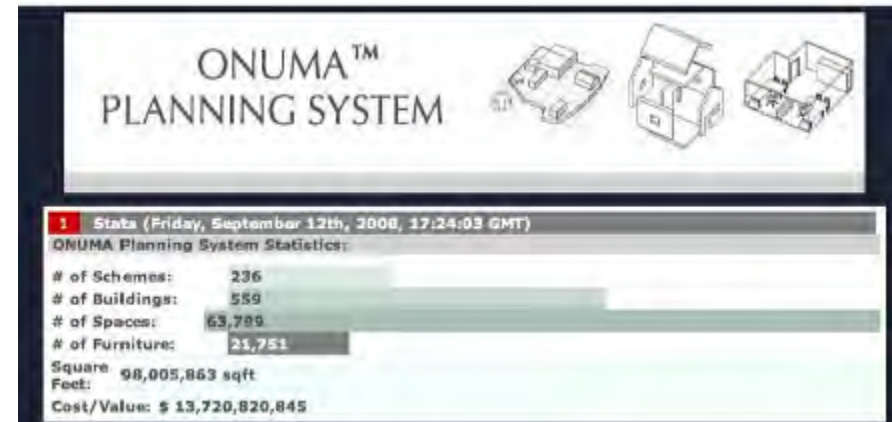 ONUMA™
PLANNING SYSTEM
1 Stats (Friday, September 12th, 2008, 17:24:03 GMT)
ONUMA Planning System Statistics:
# of Schemes: 236
# of Buildings: 559
# of Spaces: 63,789
# of Furniture: 21,751
Square Feet: 98,005,863 sqft
Cost/Value: $ 13,720,820,845